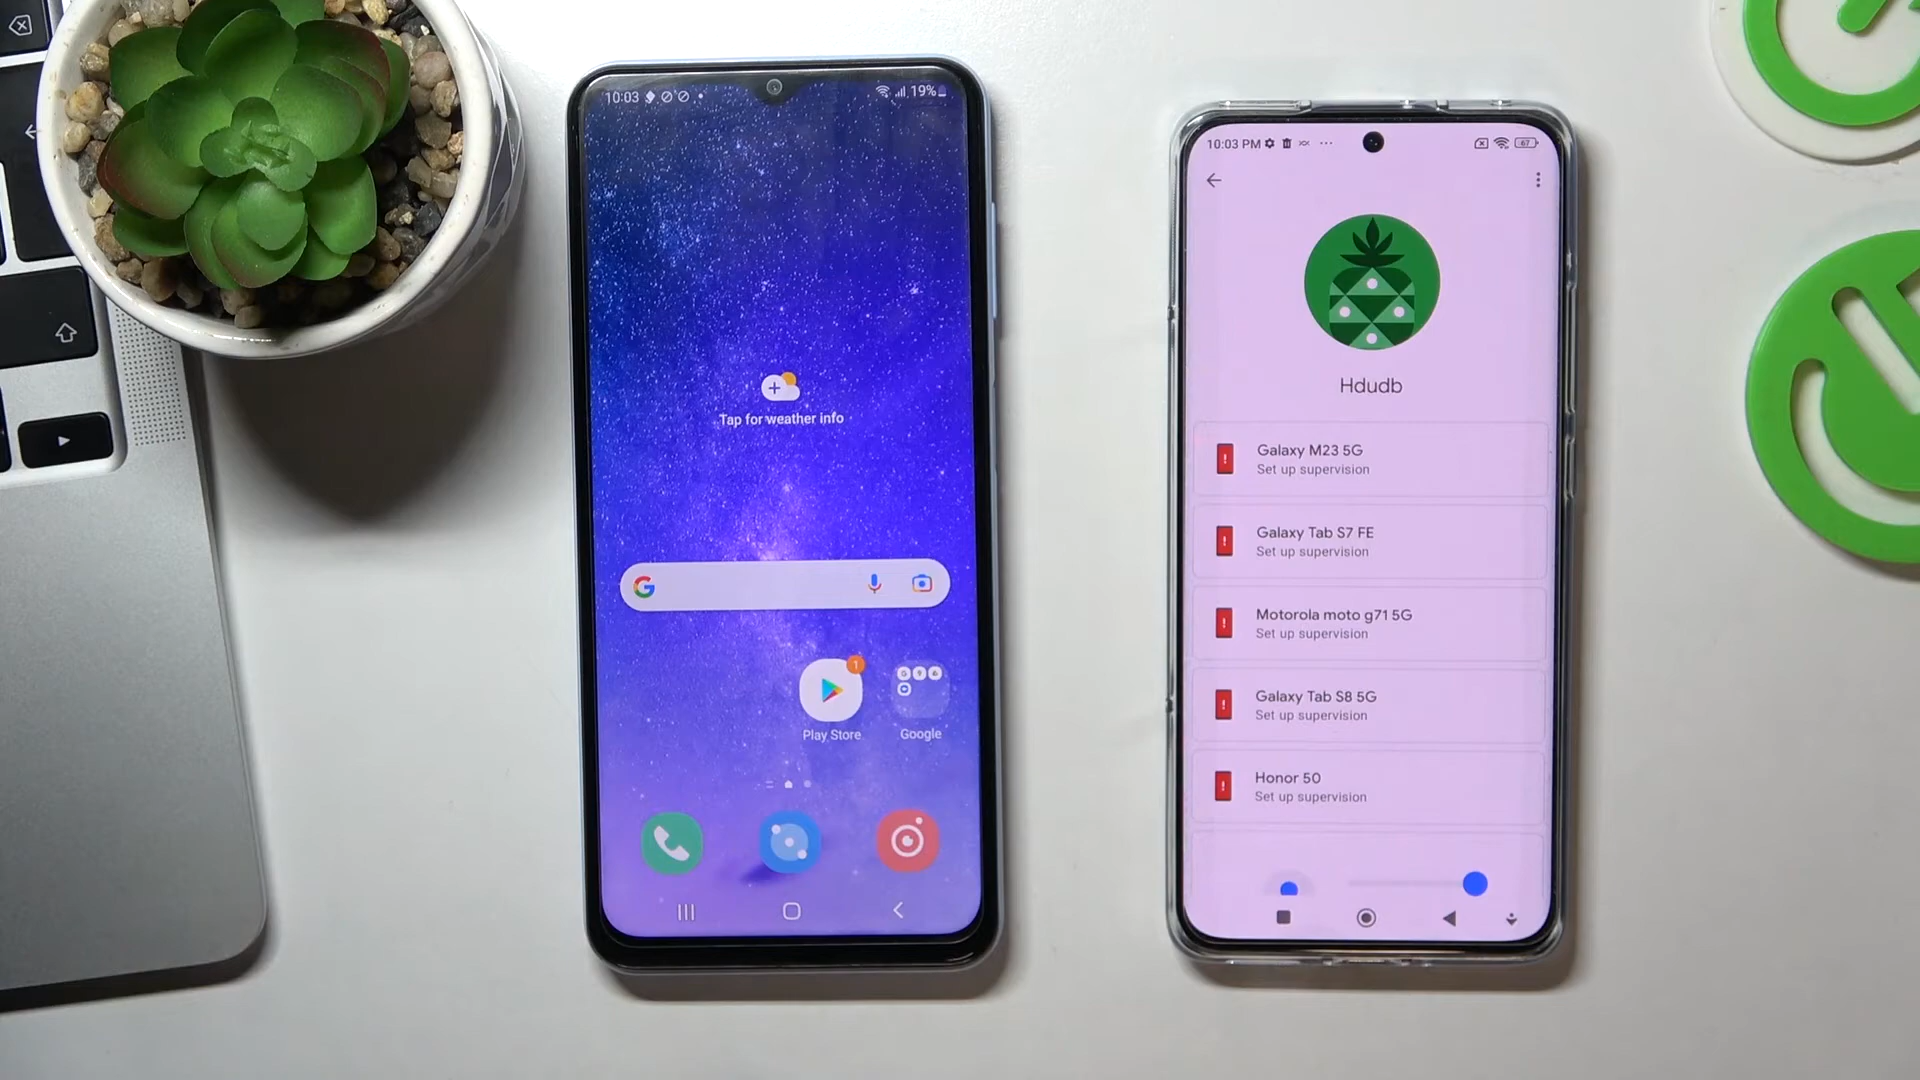 10:03
19%
Tap for weather info
Play Store
1
Google
10:03 PM
67
Hdudb
Galaxy M23 5G
Set up supervision
Galaxy Tab S7 FE
Set up supervision
Motorola moto g71 5G
Set up supervision
Galaxy Tab S8 5G
Set up supervision
Honor 50
Set up supervision